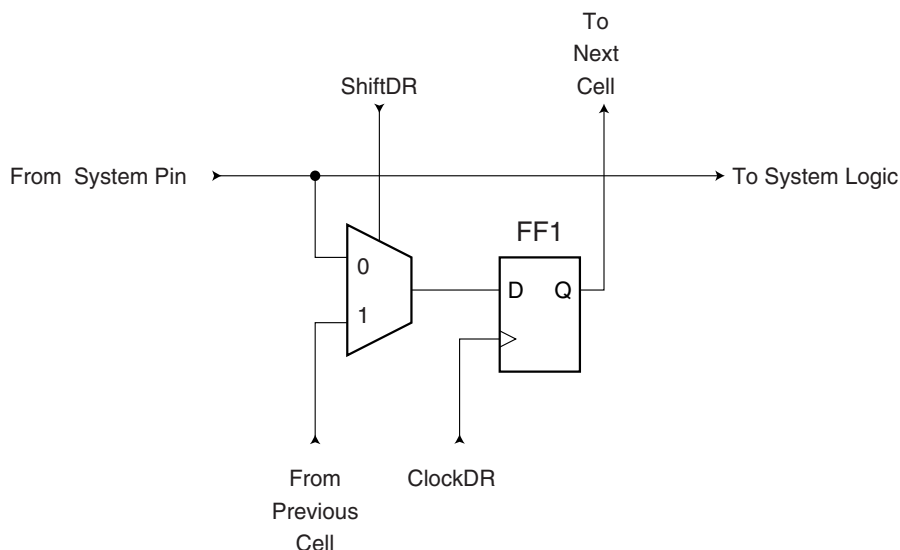 To
Next
Cell
ShiftDR
From System Pin
To System Logic
FF1
0
D Q
1
From
Previous
Cell
ClockDR